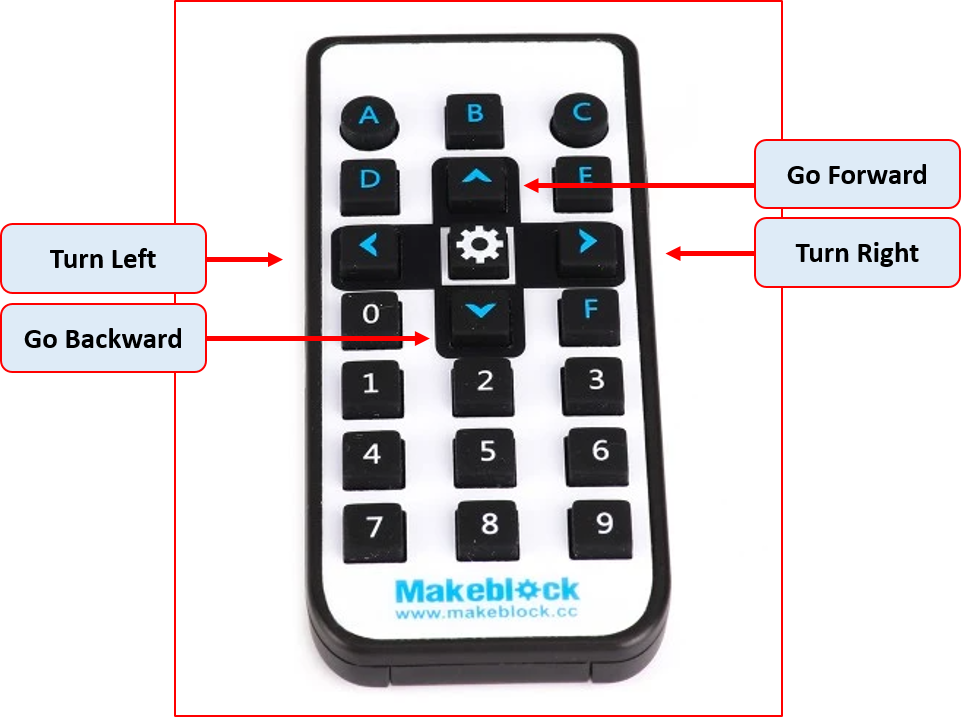 A B C
Go Forward
D E
Turn Left
Turn Right
Go Backward
0 F
1 2 3
4 5 6
7 8 9
Makeblock
www.makeblock.cc